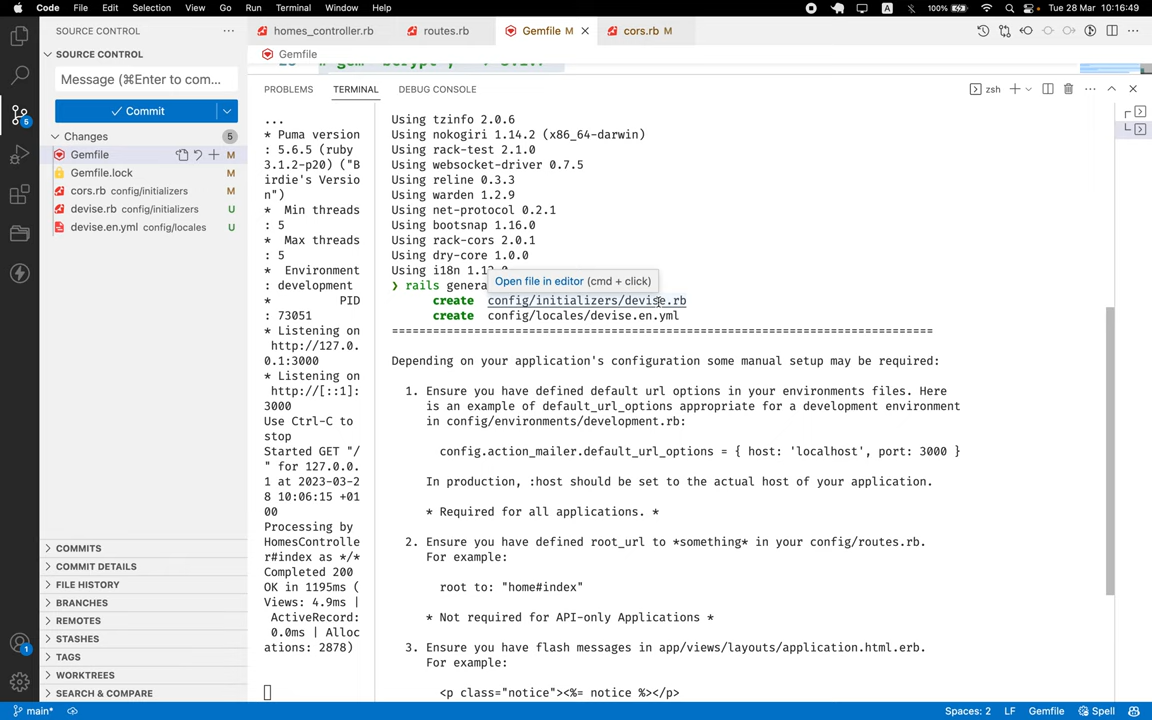 Code File Edit Selection View Go Run Terminal Window Help
A 100% Tue 28 Mar 10:16:49
SOURCE CONTROL
homes_controller.rb
routes.rb
Gemfile M
cors.rb M
SOURCE CONTROL
Gemfile
Message (⌘Enter to com...
Commit
PROBLEMS TERMINAL DEBUG CONSOLE
zsh
Changes 5
Gemfile M
Gemfile.lock M
cors.rb config/initializers M
devise.rb config/initializers U
devise.en.yml config/locales U
COMMITS
COMMIT DETAILS
FILE HISTORY
BRANCHES
REMOTES
STASHES
TAGS
WORKTREES
SEARCH & COMPARE
5
1
...
* Puma version
: 5.6.5 (ruby
3.1.2-p20) ("B
irdie's Versio
n")
* Min threads
: 5
* Max threads
: 5
* Environment
: development
* PID
: 73051
* Listening on
http://127.0.
0.1:3000
* Listening on
http://[::1]:
3000
Use Ctrl-C to
stop
Started GET "/
" for 127.0.0.
1 at 2023-03-2
8 10:06:15 +01
00
Processing by
HomesControlle
r#index as */*
Completed 200
OK in 1195ms (
Views: 4.9ms |
ActiveRecord:
0.0ms | Alloc
ations: 2878)
Using tzinfo 2.0.6
Using nokogiri 1.14.2 (x86_64-darwin)
Using rack-test 2.1.0
Using websocket-driver 0.7.5
Using reline 0.3.3
Using warden 1.2.9
Using net-protocol 0.2.1
Using bootsnap 1.16.0
Using rack-cors 2.0.1
Using dry-core 1.0.0
Using i18n
Open file in editor (cmd + click)
❯ rails genera
create config/initializers/devise.rb
create config/locales/devise.en.yml
===============================================================================
Depending on your application's configuration some manual setup may be required:
1. Ensure you have defined default url options in your environments files. Here
is an example of default_url_options appropriate for a development environment
in config/environments/development.rb:
config.action_mailer.default_url_options = { host: 'localhost', port: 3000 }
In production, :host should be set to the actual host of your application.
* Required for all applications. *
2. Ensure you have defined root_url to *something* in your config/routes.rb.
For example:
root to: "home#index"
* Not required for API-only Applications *
3. Ensure you have flash messages in app/views/layouts/application.html.erb.
For example:
<p class="notice"><%= notice %></p>
main*
Spaces: 2 LF Gemfile Spell